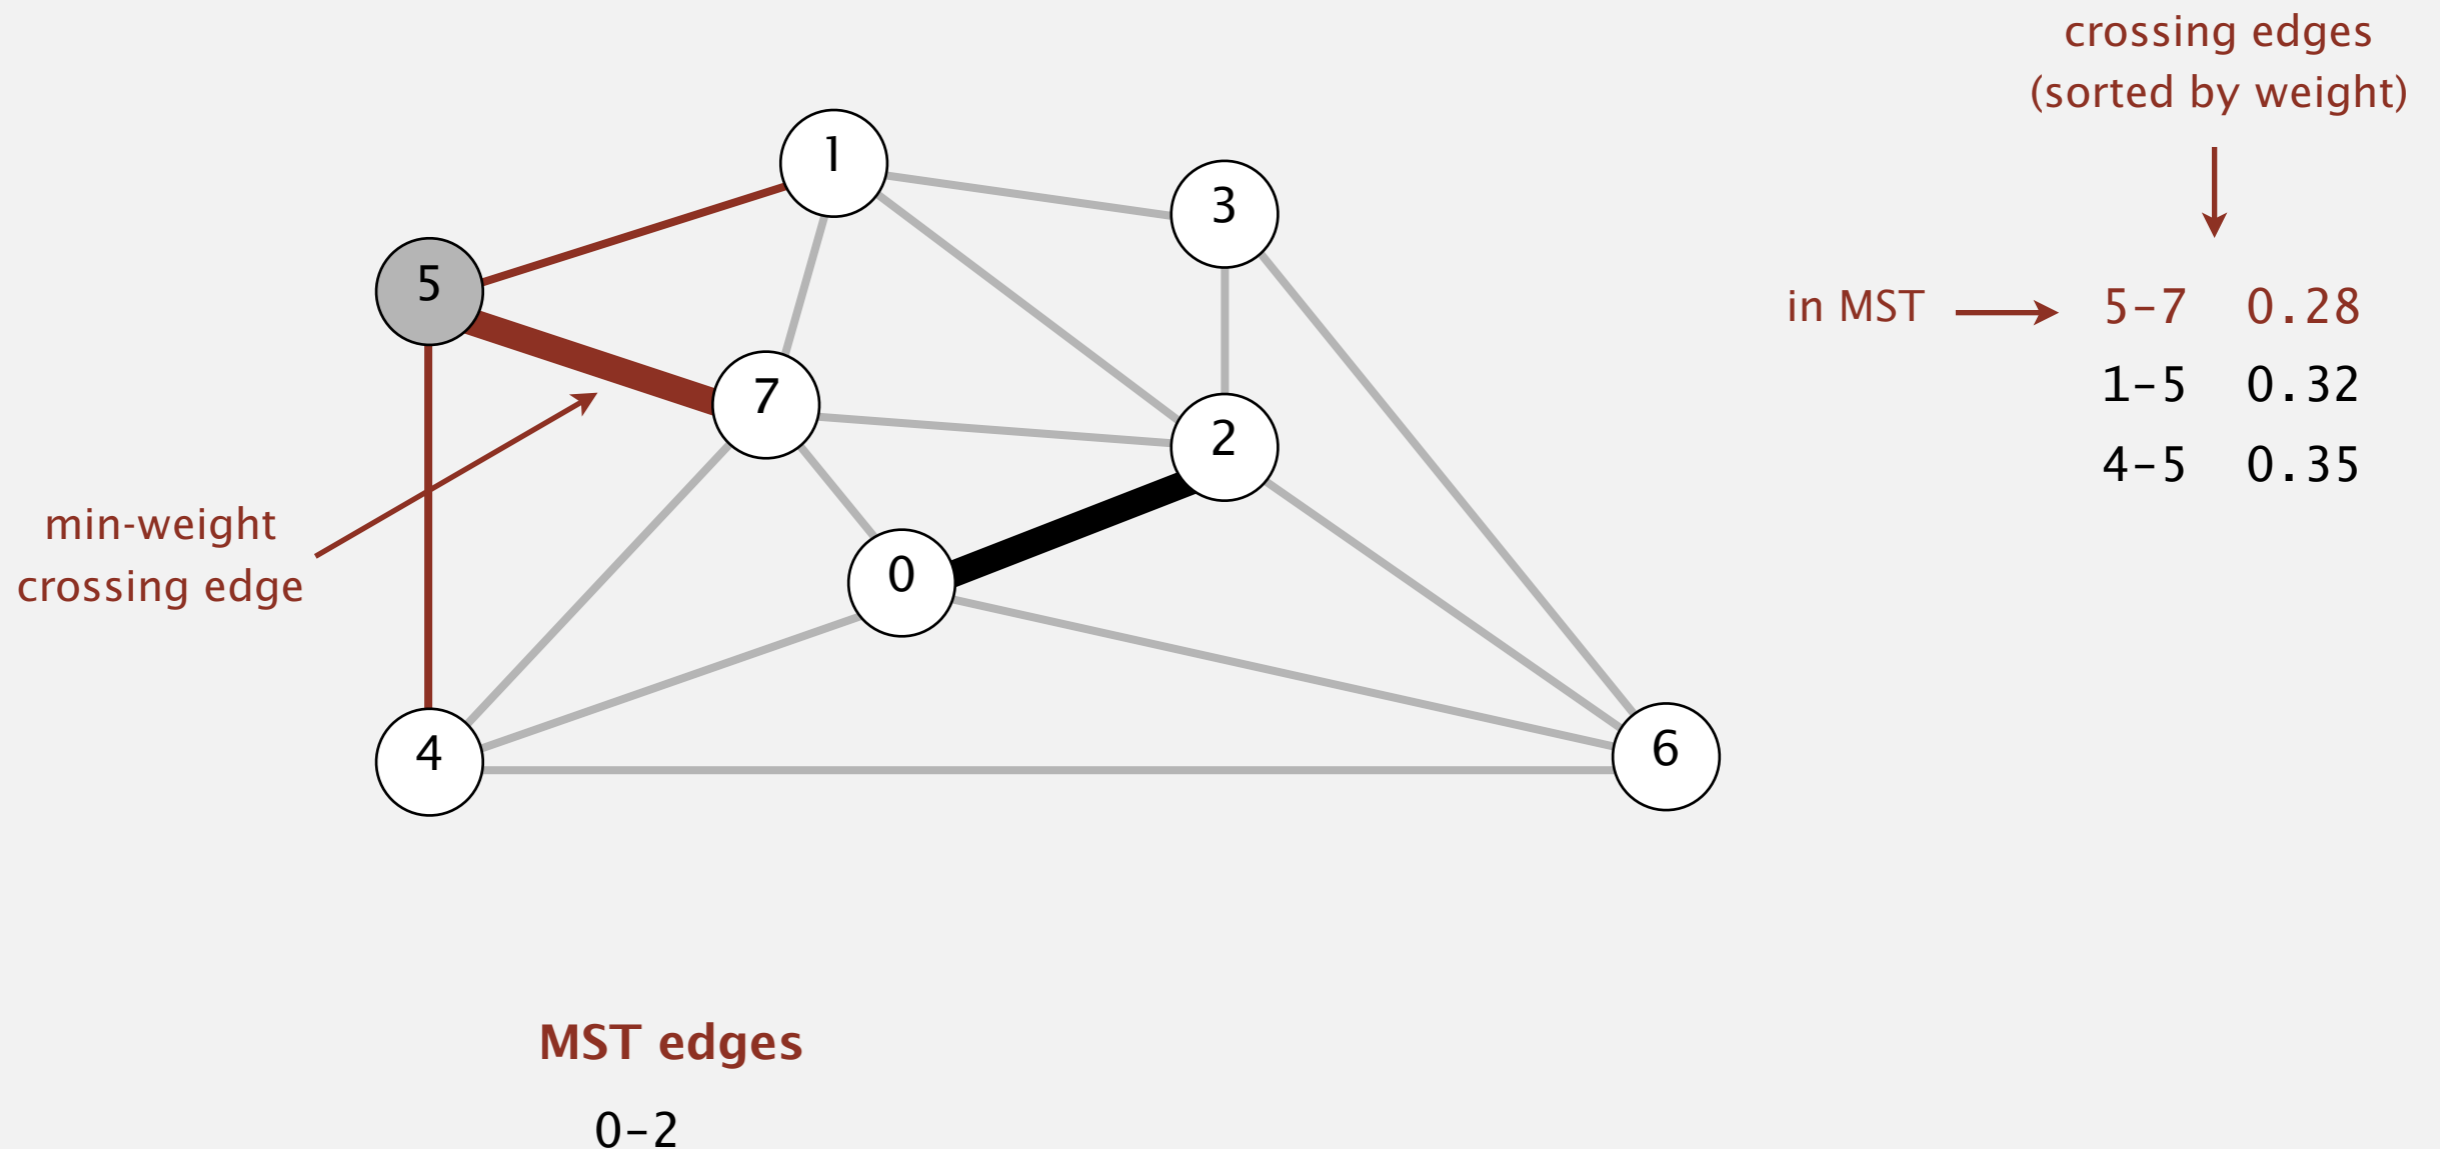 crossing edges
(sorted by weight)
1
3
5
in MST
5-7 0.28
1-5 0.32
7
2
4-5 0.35
min-weight
crossing edge
0
4
6
MST edges
0-2